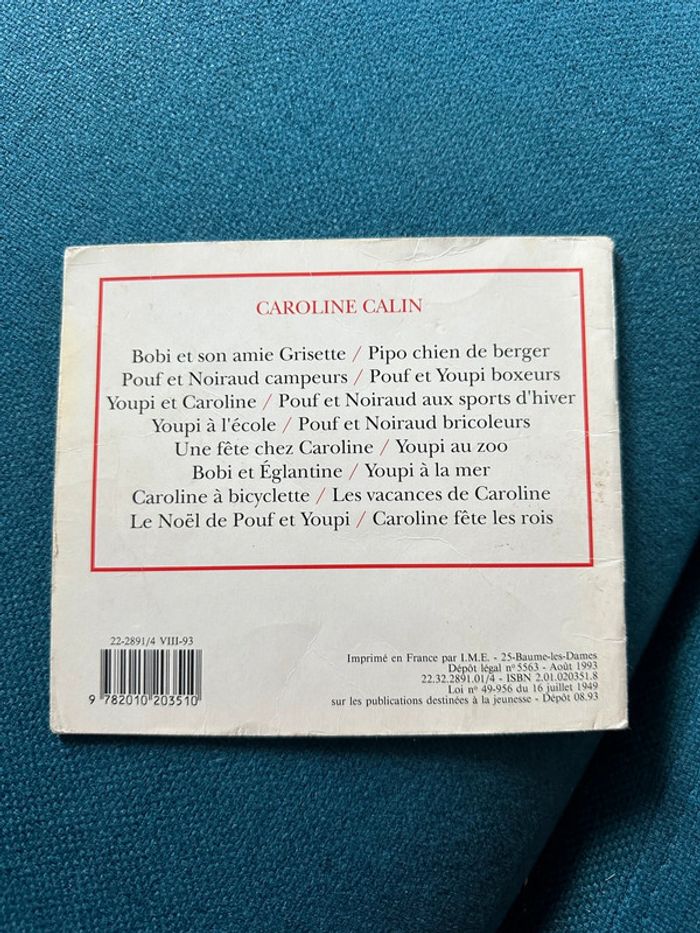 CAROLINE CALIN
Bobi et son amie Grisette / Pipo chien de berger
Pouf et Noiraud campeurs / Pouf et Youpi boxeurs
Youpi et Caroline / Pouf et Noiraud aux sports d'hiver
Youpi à l'école / Pouf et Noiraud bricoleurs
Une fête chez Caroline / Youpi au zoo
Bobi et Églantine / Youpi à la mer
Caroline à bicyclette / Les vacances de Caroline
Le Noël de Pouf et Youpi / Caroline fête les rois
22-2891/4 VIII-93
9 782010 203510
Imprimé en France par I.M.E. - 25-Baume-les-Dames
Dépôt légal nº 5563 - Août 1993
22.32.2891.01/4 - ISBN 2.01.020351.8
Loi nº 49-956 du 16 juillet 1949
sur les publications destinées à la jeunesse - Dépôt 08.93